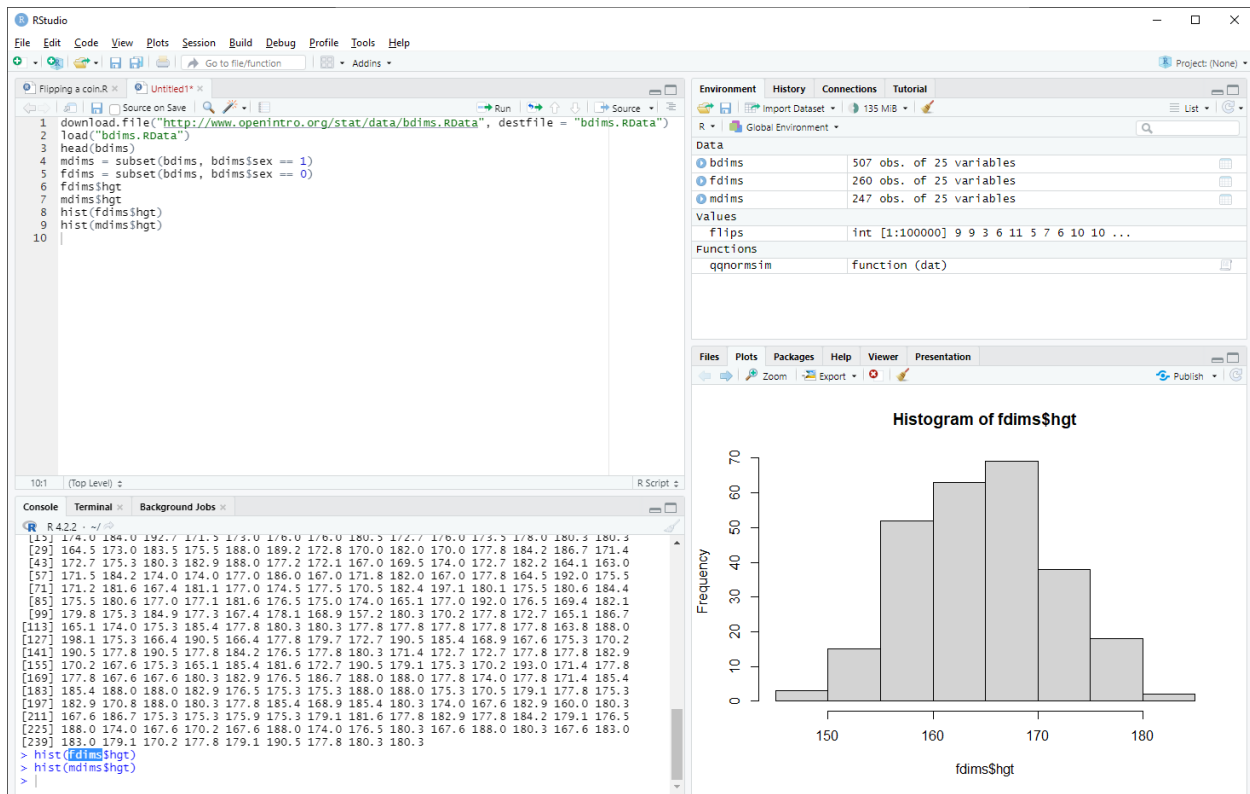 RStudio
File Edit Code View Plots Session Build Debug Profile Tools Help
Go to file/function Addins Project: (None)
Flipping a coin.R Untitled1*
Source on Save Run Source
1 download.file("http://www.openintro.org/stat/data/bdims.RData", destfile = "bdims.RData")
2 load("bdims.RData")
3 head(bdims)
4 mdims = subset(bdims, bdims$sex == 1)
5 fdims = subset(bdims, bdims$sex == 0)
6 fdims$hgt
7 mdims$hgt
8 hist(fdims$hgt)
9 hist(mdims$hgt)
10
10:1 (Top Level) R Script
Console Terminal Background Jobs
R 4.2.2 · ~/
[15] 174.0 184.0 192.7 171.5 173.0 176.0 176.0 180.5 172.7 176.0 173.5 178.0 180.3 180.3
[29] 164.5 173.0 183.5 175.5 188.0 189.2 172.8 170.0 182.0 170.0 177.8 184.2 186.7 171.4
[43] 172.7 175.3 180.3 182.9 188.0 177.2 172.1 167.0 169.5 174.0 172.7 182.2 164.1 163.0
[57] 171.5 184.2 174.0 174.0 177.0 186.0 167.0 171.8 182.0 167.0 177.8 164.5 192.0 175.5
[71] 171.2 181.6 167.4 181.1 177.0 174.5 177.5 170.5 182.4 197.1 180.1 175.5 180.6 184.4
[85] 175.5 180.6 177.0 177.1 181.6 176.5 175.0 174.0 165.1 177.0 192.0 176.5 169.4 182.1
[99] 179.8 175.3 184.9 177.3 167.4 178.1 168.9 157.2 180.3 170.2 177.8 172.7 165.1 186.7
[113] 165.1 174.0 175.3 185.4 177.8 180.3 180.3 177.8 177.8 177.8 177.8 177.8 163.8 188.0
[127] 198.1 175.3 166.4 190.5 166.4 177.8 179.7 172.7 190.5 185.4 168.9 167.6 175.3 170.2
[141] 190.5 177.8 190.5 177.8 184.2 176.5 177.8 180.3 171.4 172.7 172.7 177.8 177.8 182.9
[155] 170.2 167.6 175.3 165.1 185.4 181.6 172.7 190.5 179.1 175.3 170.2 193.0 171.4 177.8
[169] 177.8 167.6 167.6 180.3 182.9 176.5 186.7 188.0 188.0 177.8 174.0 177.8 171.4 185.4
[183] 185.4 188.0 188.0 182.9 176.5 175.3 175.3 188.0 188.0 175.3 170.5 179.1 177.8 175.3
[197] 182.9 170.8 188.0 180.3 177.8 185.4 168.9 185.4 180.3 174.0 167.6 182.9 160.0 180.3
[211] 167.6 186.7 175.3 175.3 175.9 175.3 179.1 181.6 177.8 182.9 177.8 184.2 179.1 176.5
[225] 188.0 174.0 167.6 170.2 167.6 188.0 174.0 176.5 180.3 167.6 188.0 180.3 167.6 183.0
[239] 183.0 179.1 170.2 177.8 179.1 190.5 177.8 180.3 180.3
> hist(fdims$hgt)
> hist(mdims$hgt)
>
Environment History Connections Tutorial
Import Dataset 135 MiB List
R Global Environment
Data
bdims 507 obs. of 25 variables
fdims 260 obs. of 25 variables
mdims 247 obs. of 25 variables
Values
flips int [1:100000] 9 9 3 6 11 5 7 6 10 10 ...
Functions
qqnormsim function (dat)
Files Plots Packages Help Viewer Presentation
Zoom Export Publish
Histogram of fdims$hgt
Frequency
70
60
50
40
30
20
10
0
150 160 170 180
fdims$hgt